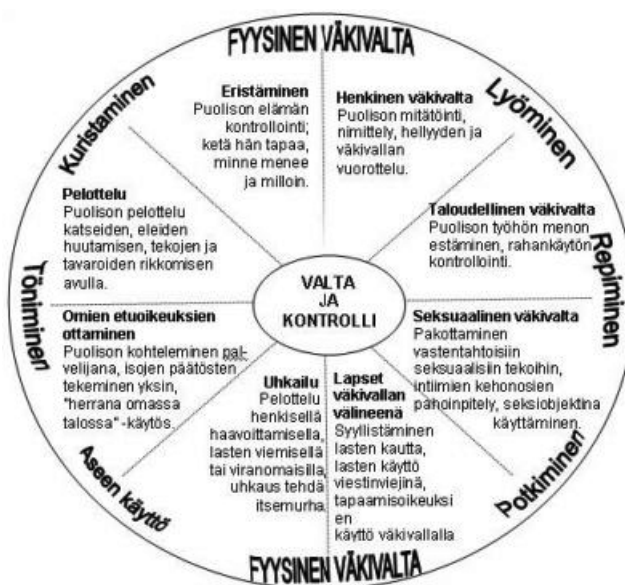 FYYSINEN VÄKIVALTA
Lyöminen
Repiminen
Potkiminen
FYYSINEN VÄKIVALTA
Aseen käyttö
Töniminen
Kuristaminen
Eristäminen
Puolison elämän
kontrollointi;
ketä hän tapaa,
minne menee
ja milloin.
Henkinen väkivalta
Puolison mitätöinti,
nimittely, hellyyden ja
väkivallan
vuorottelu.
Pelottelu
Puolison pelottelu
katseiden, eleiden
huutamisen, tekojen ja
tavaroiden rikkomisen
avulla.
Taloudellinen väkivalta
Puolison työhön menon
estäminen, rahankäytön
kontrollointi.
VALTA
JA
KONTROLLI
Omien etuoikeuksien
ottaminen
Puolison kohteleminen pal-
velijana, isojen päätösten
tekeminen yksin,
"herrana omassa
talossa" -käytös.
Seksuaalinen väkivalta
Pakottaminen
vastentahtoisiin
seksuaalisiin tekoihin,
intiimien kehonosien
pahoinpitely, seksiobjektina
käyttäminen.
Uhkailu
Pelottelu
henkisellä
haavoittamisella,
lasten viemisellä
tai viranomaisilla,
uhkaus tehdä
itsemurha.
Lapset
väkivallan
välineenä
Syyllistäminen
lasten kautta,
lasten käyttö
viestinviejinä,
tapaamisoikeuksi
en
käyttö väkivallalla